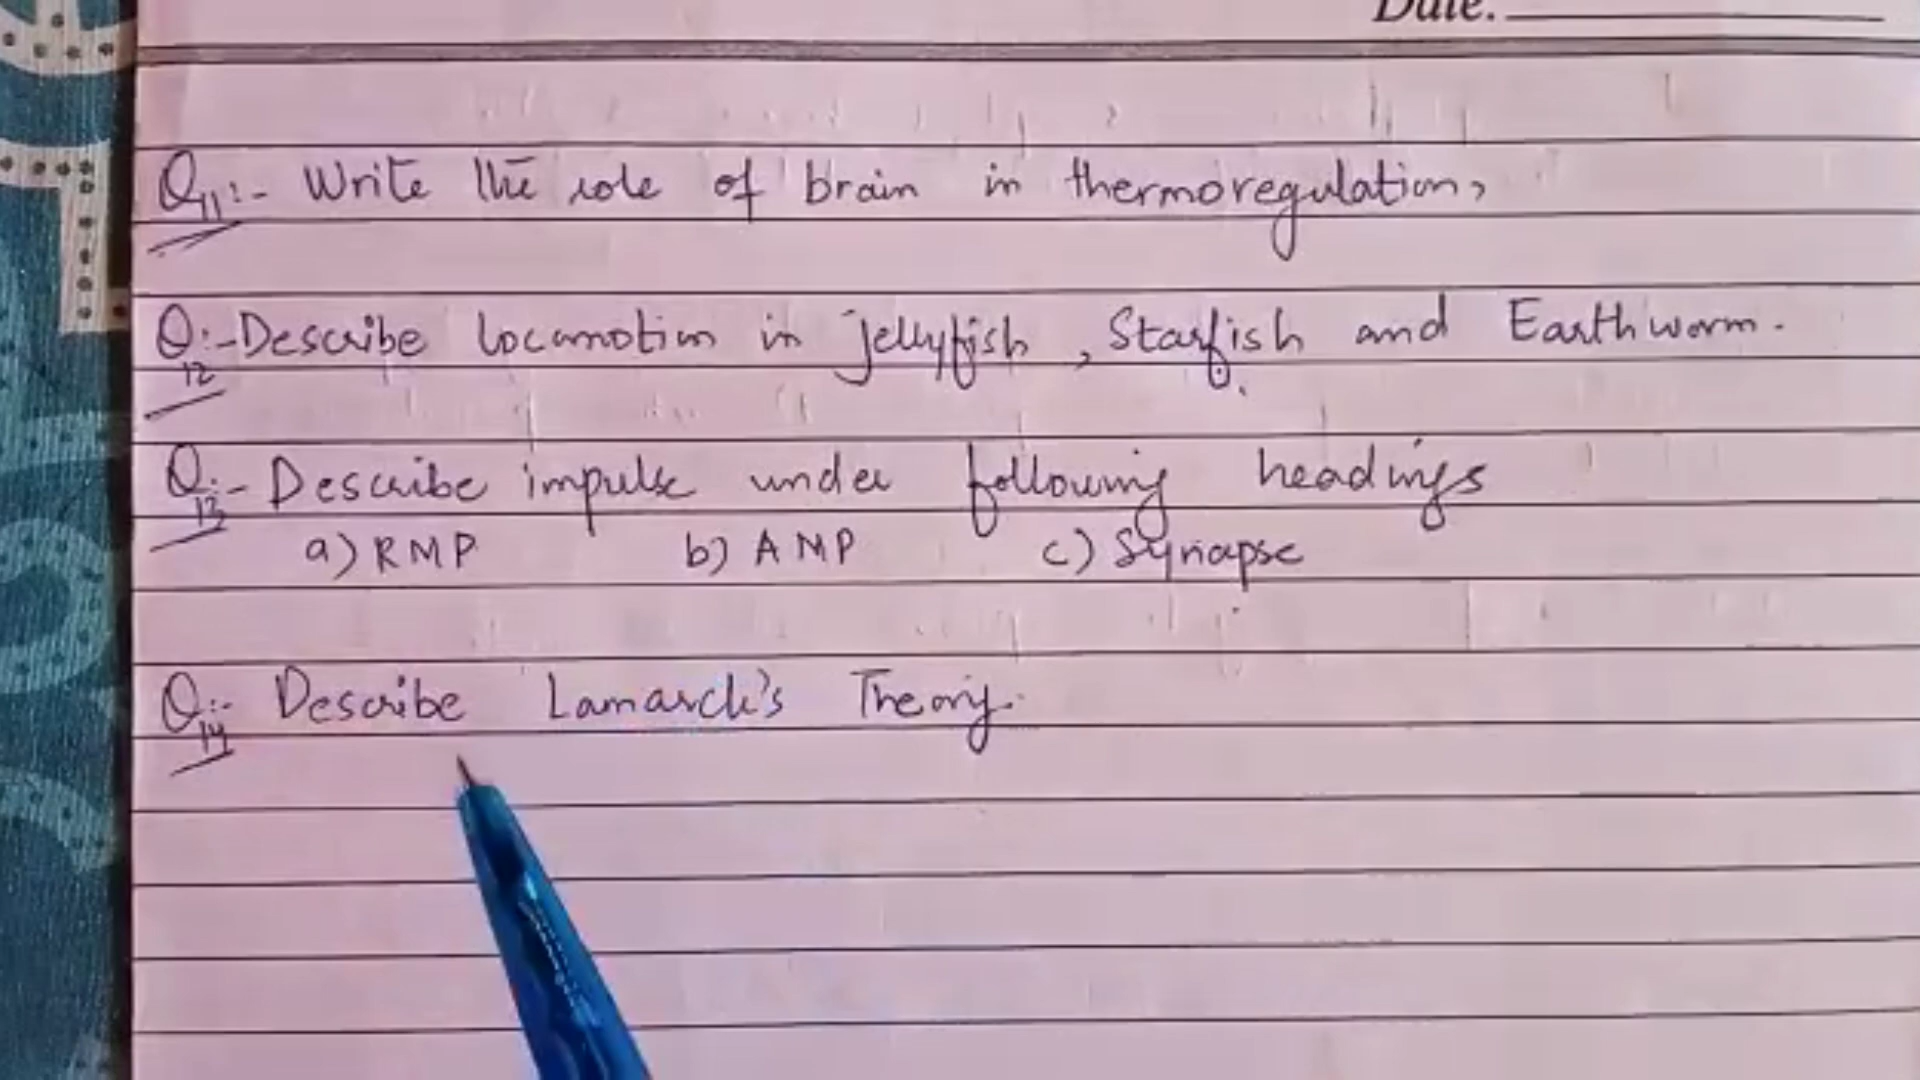 Date.
Q11:- Write the role of brain in thermoregulation,
Q12:- Describe locomotion in jellyfish, Starfish and Earthworm.
Q13:- Describe impulse under following headings
a) RMP b) AMP c) Synapse
Q14:- Describe Lamarck's Theory.